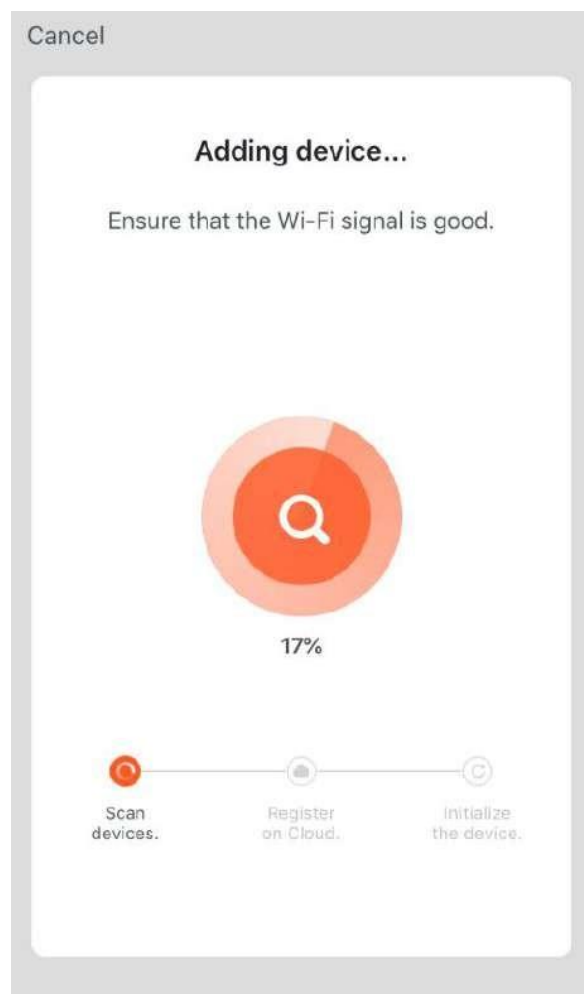 Cancel
Adding device...
Ensure that the Wi-Fi signal is good.
17%
Scan
devices.
Register
on Cloud.
Initialize
the device.